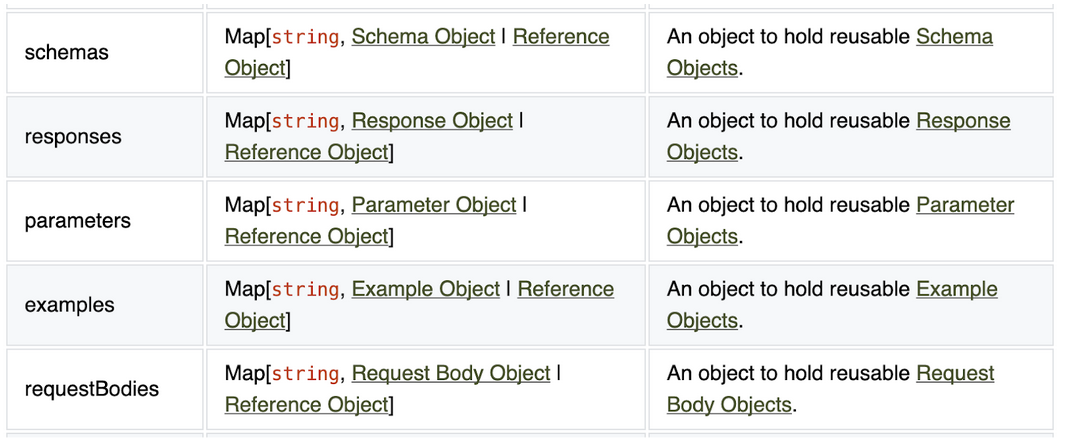 schemas
Map[string, Schema Object | Reference
Object]
An object to hold reusable Schema
Objects.
responses
Map[string, Response Object |
Reference Object]
An object to hold reusable Response
Objects.
parameters
Map[string, Parameter Object |
Reference Object]
An object to hold reusable Parameter
Objects.
examples
Map[string, Example Object | Reference
Object]
An object to hold reusable Example
Objects.
requestBodies
Map[string, Request Body Object |
Reference Object]
An object to hold reusable Request
Body Objects.